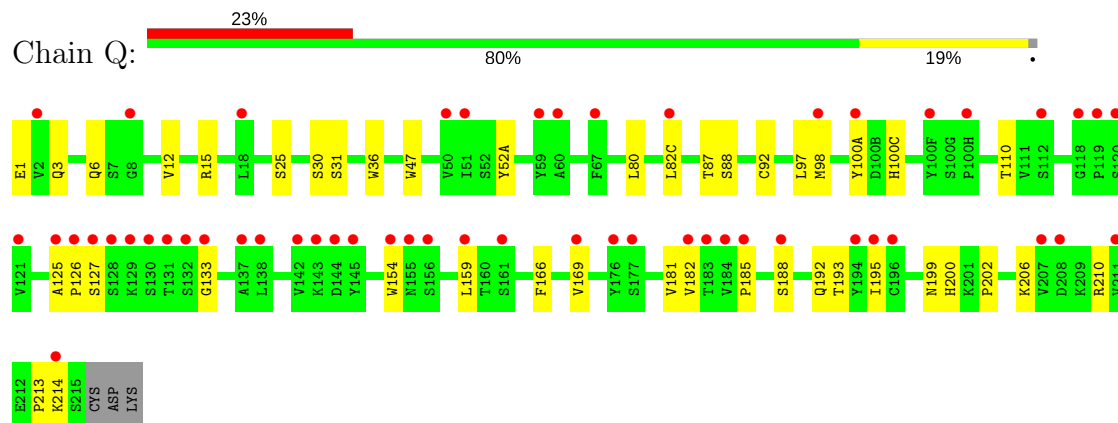 23%
Chain Q:
80% 19% •
E1 V2 Q3 Q6 S7 G8 V12 R15 L18 S25 S30 S31 W36 W47 V50 I51 S52 Y52A Y59 A60 F67 L80 L82C T87 S88 C92 L97 M98 Y100A D100B H100C Y100F S100G P100H T110 V111 S112 G118 P119 S120
V121 A125 P126 S127 S128 K129 S130 T131 S132 G133 A137 L138 V142 K143 D144 Y145 W154 N155 S156 L159 T160 S161 F166 V169 Y176 S177 V181 V182 T183 V184 P185 S188 Q192 T193 Y194 I195 C196 N199 H200 K201 P202 K206 V207 D208 K209 R210 V211
E212 P213 K214 S215 CYS ASP LYS